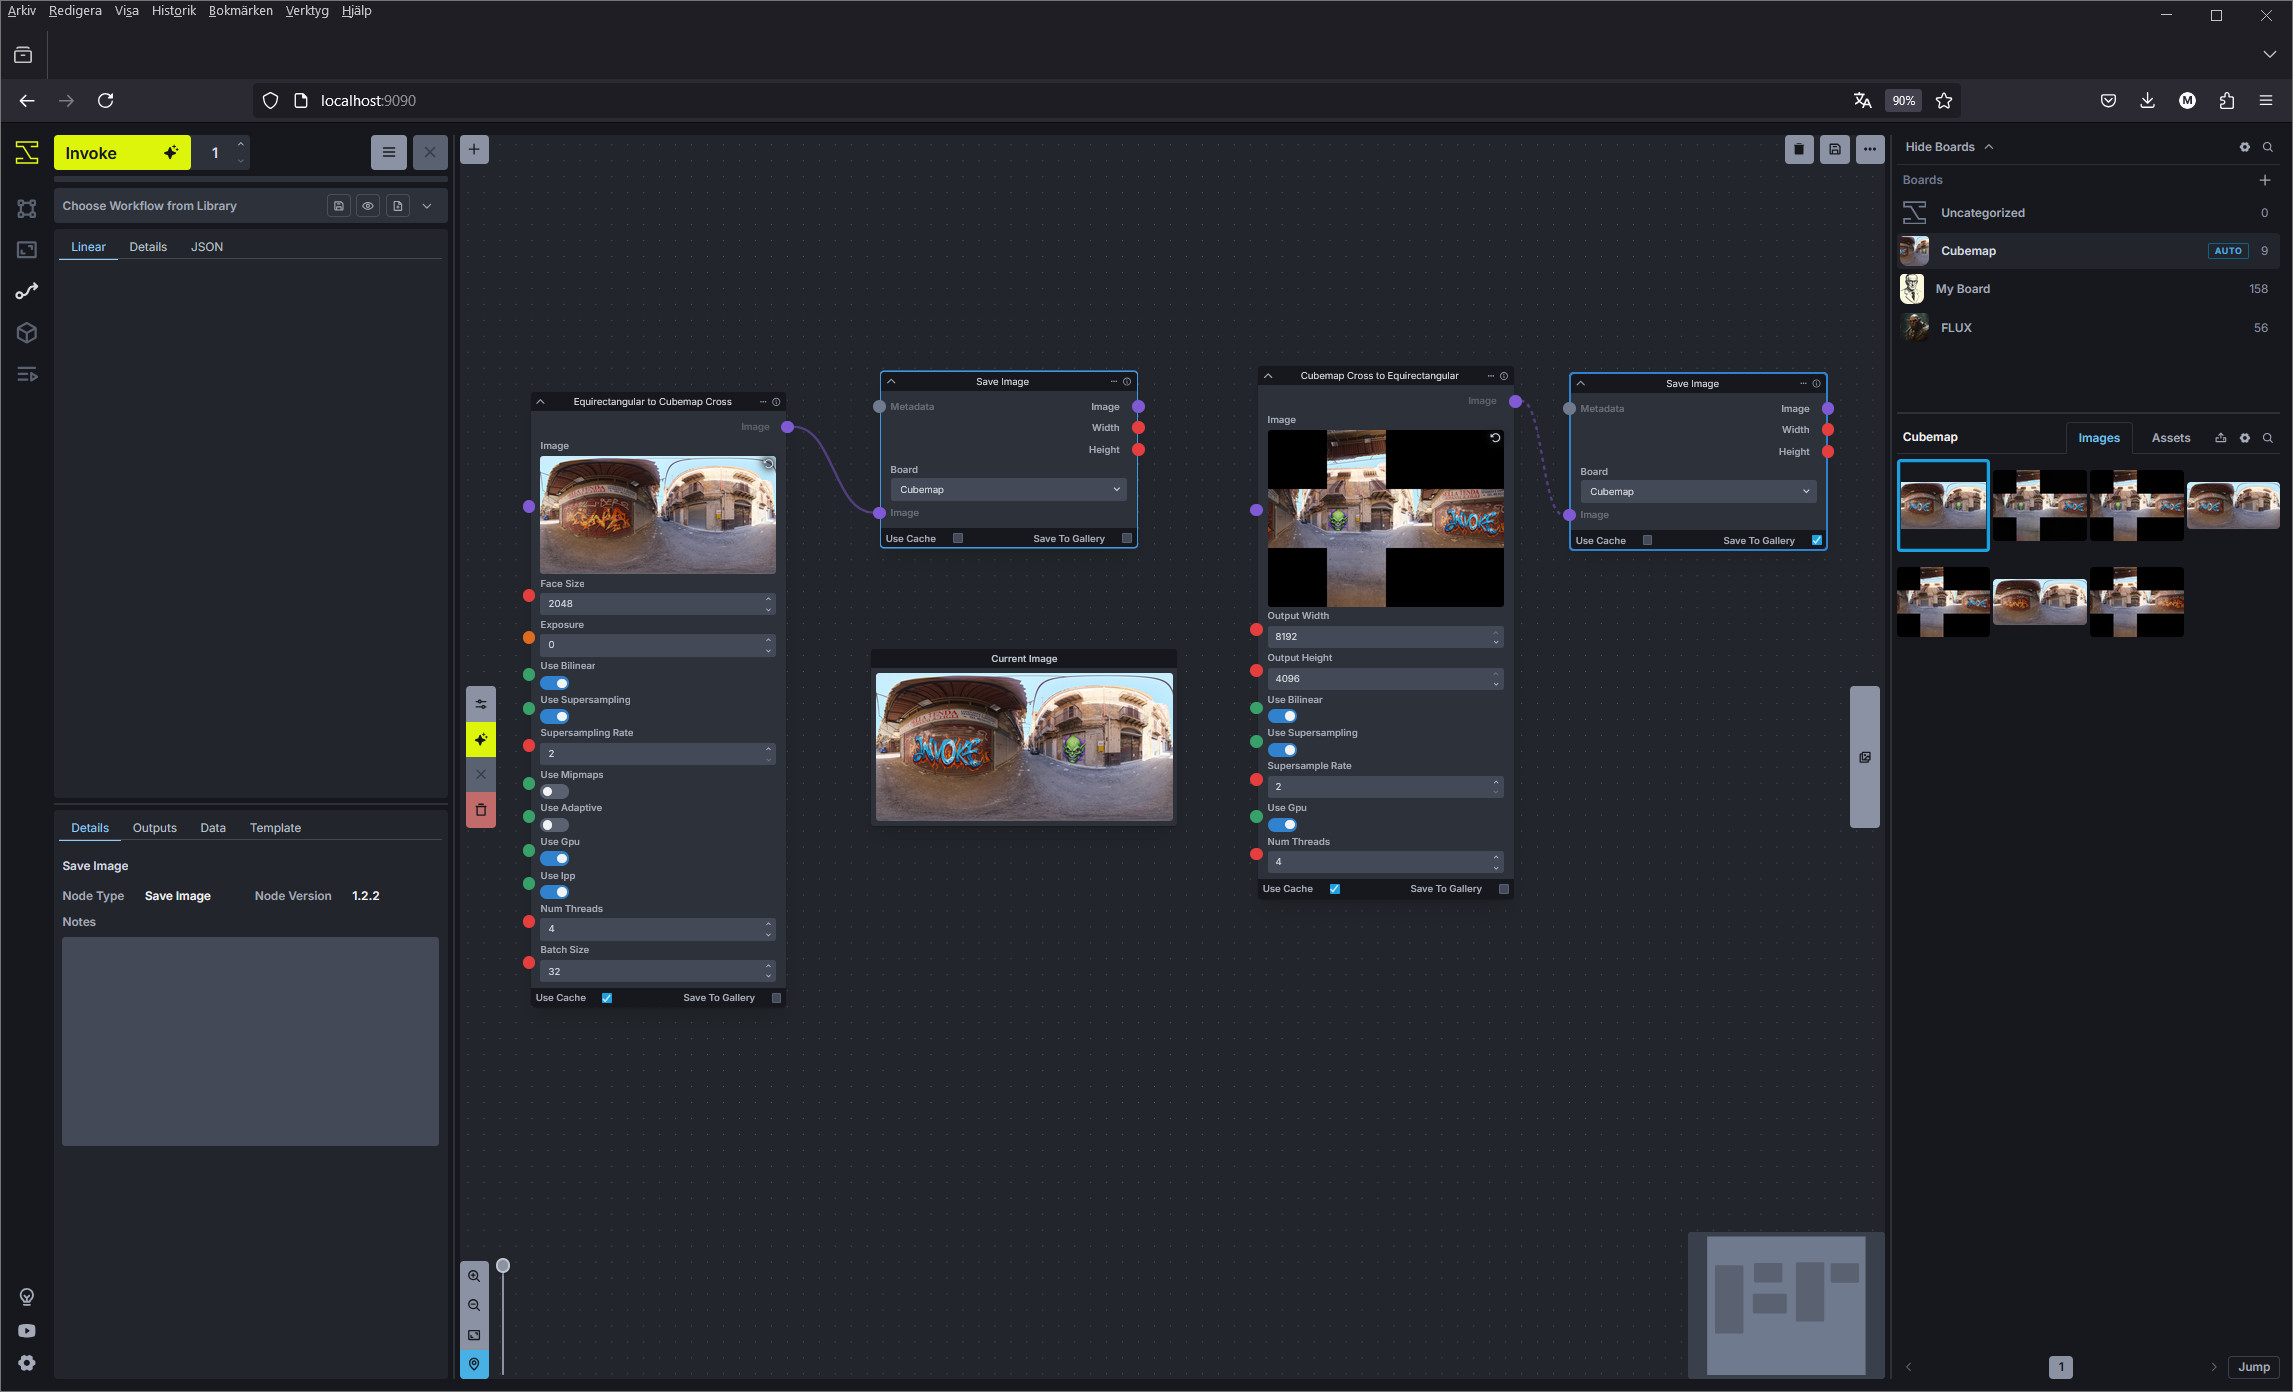 Arkiv Redigera Visa Historik Bokmärken Verktyg Hjälp
localhost:9090
90%
M
Invoke
1
Choose Workflow from Library
Linear Details JSON
Details Outputs Data Template
Save Image
Node Type Save Image Node Version 1.2.2
Notes
Equirectangular to Cubemap Cross
Image
Image
Face Size
2048
Exposure
0
Use Bilinear
Use Supersampling
Supersampling Rate
2
Use Mipmaps
Use Adaptive
Use Gpu
Use Ipp
Num Threads
4
Batch Size
32
Use Cache Save To Gallery
Save Image
Metadata Image
Width
Height
Board
Cubemap
Image
Use Cache Save To Gallery
Current Image
INVOKE
Cubemap Cross to Equirectangular
Image
Image
INVOKE
Output Width
8192
Output Height
4096
Use Bilinear
Use Supersampling
Supersample Rate
2
Use Gpu
Num Threads
4
Use Cache Save To Gallery
Save Image
Metadata Image
Width
Height
Board
Cubemap
Image
Use Cache Save To Gallery
Hide Boards
Boards
Uncategorized 0
Cubemap AUTO 9
My Board 158
FLUX 56
Cubemap Images Assets
1 Jump